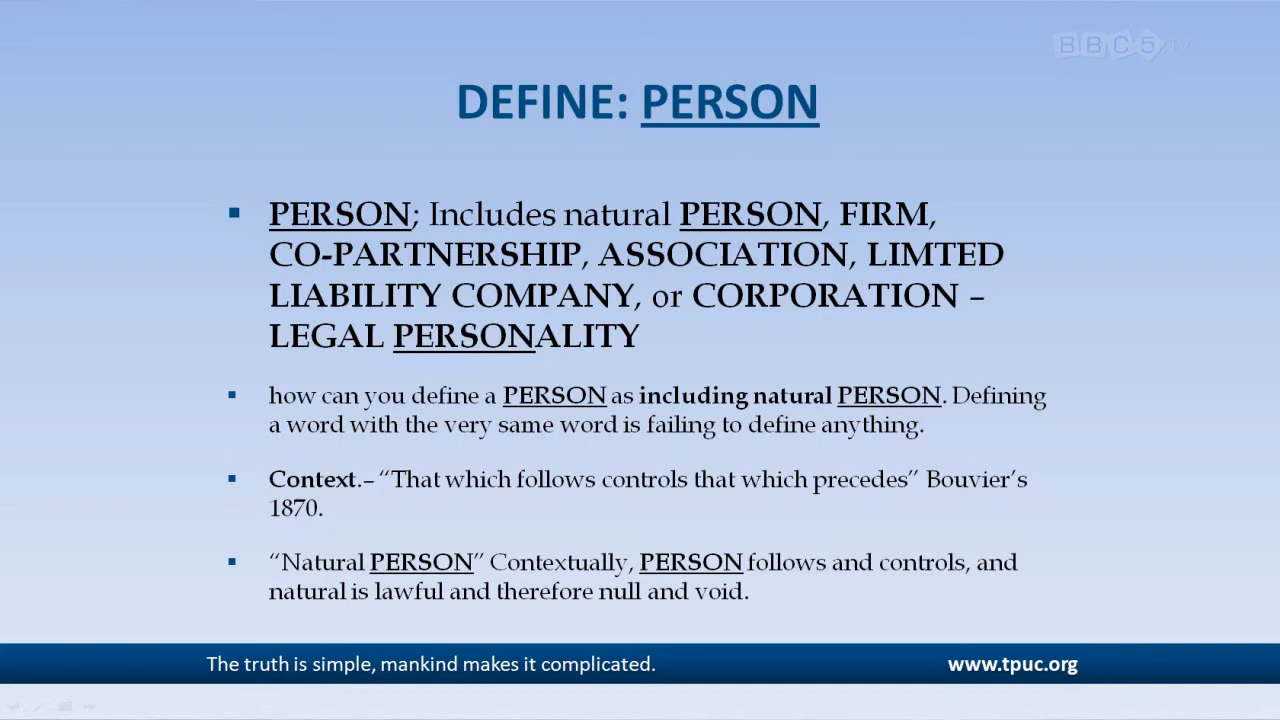 BBC5.TV
DEFINE: PERSON
PERSON; Includes natural PERSON, FIRM,
CO-PARTNERSHIP, ASSOCIATION, LIMTED
LIABILITY COMPANY, or CORPORATION –
LEGAL PERSONALITY
how can you define a PERSON as including natural PERSON. Defining
a word with the very same word is failing to define anything.
Context.– “That which follows controls that which precedes” Bouvier’s
1870.
“Natural PERSON” Contextually, PERSON follows and controls, and
natural is lawful and therefore null and void.
The truth is simple, mankind makes it complicated.
www.tpuc.org